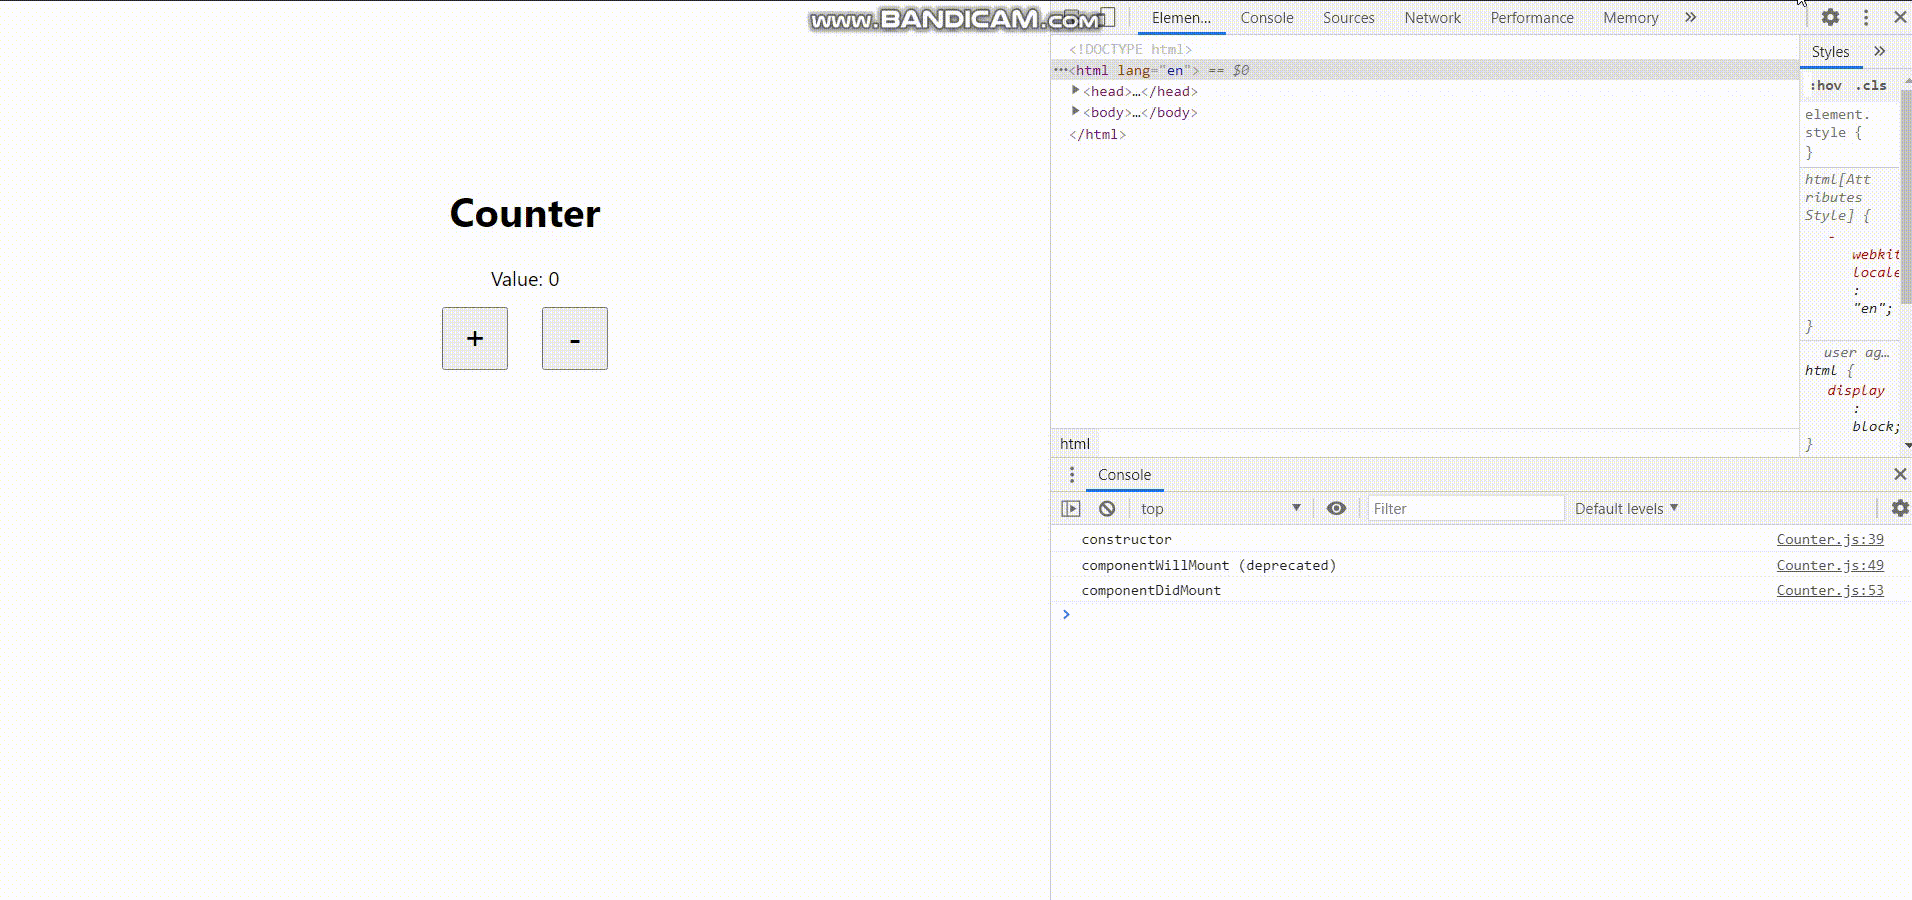 www.BANDICAM.com
Elemen... Console Sources Network Performance Memory »
<!DOCTYPE html>
···<html lang="en"> == $0
▶<head>…</head>
▶<body>…</body>
</html>
html
Styles »
:hov .cls
element.
style {
}
html[Att
ributes
Style] {
-
webkit
locale
:
"en";
}
user ag…
html {
display
:
block;
}
Counter
Value: 0
+ -
Console
top ▼ Filter Default levels ▼
constructor Counter.js:39
componentWillMount (deprecated) Counter.js:49
componentDidMount Counter.js:53
>